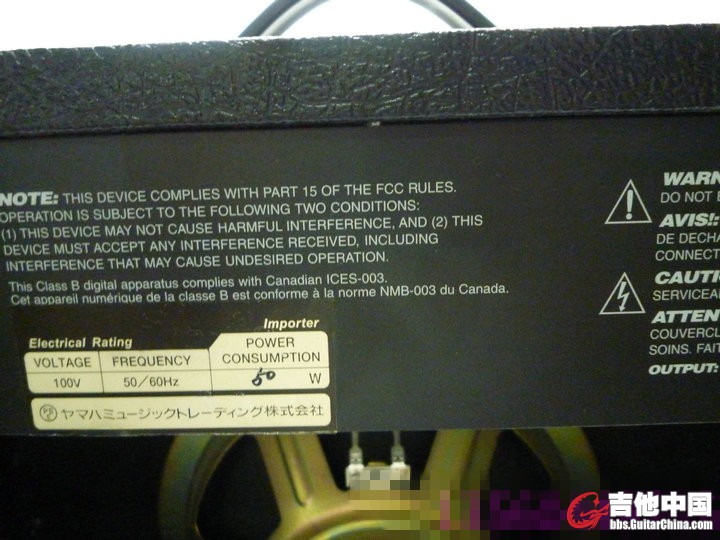 NOTE: THIS DEVICE COMPLIES WITH PART 15 OF THE FCC RULES.
OPERATION IS SUBJECT TO THE FOLLOWING TWO CONDITIONS:
(1) THIS DEVICE MAY NOT CAUSE HARMFUL INTERFERENCE, AND (2) THIS
DEVICE MUST ACCEPT ANY INTERFERENCE RECEIVED, INCLUDING
INTERFERENCE THAT MAY CAUSE UNDESIRED OPERATION.
This Class B digital apparatus complies with Canadian ICES-003.
Cet appareil numérique de la classe B est conforme à la norme NMB-003 du Canada.
WARN
DO NOT
AVIS!:
DE DECHA
CONNECT
CAUTI
SERVICEA
ATTEN
COUVERCL
SOINS. FAIT
OUTPUT:
Importer
Electrical Rating
VOLTAGE FREQUENCY POWER CONSUMPTION
100V 50/60Hz 50 W
ヤマハミュージックトレーディング株式会社
吉他中国
bbs.GuitarChina.com